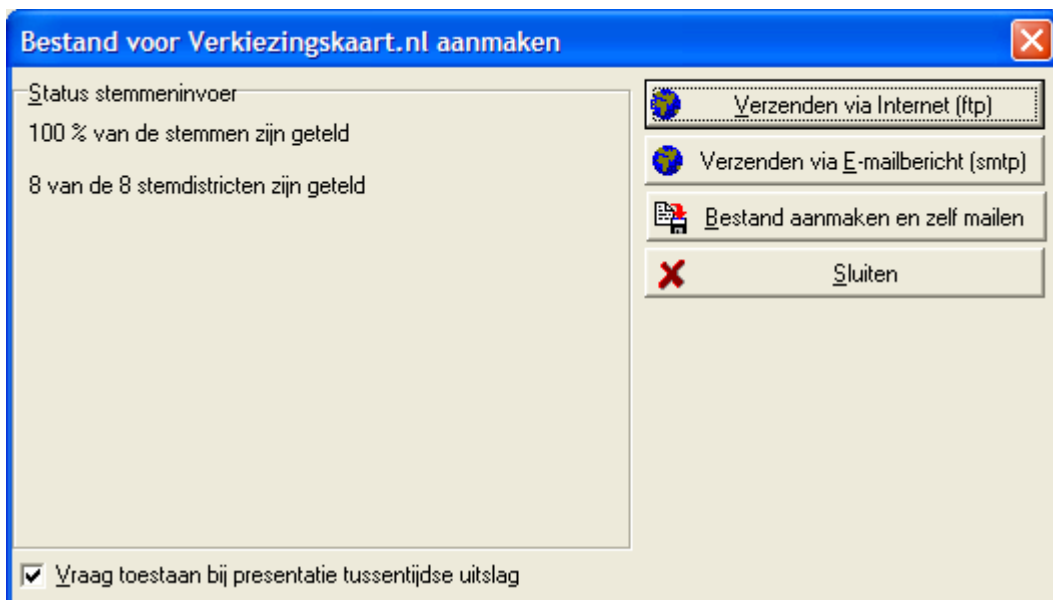 Bestand voor Verkiezingskaart.nl aanmaken
Status stemmeninvoer
100 % van de stemmen zijn geteld
8 van de 8 stemdistricten zijn geteld
Verzenden via Internet (ftp)
Verzenden via E-mailbericht (smtp)
Bestand aanmaken en zelf mailen
Sluiten
Vraag toestaan bij presentatie tussentijdse uitslag